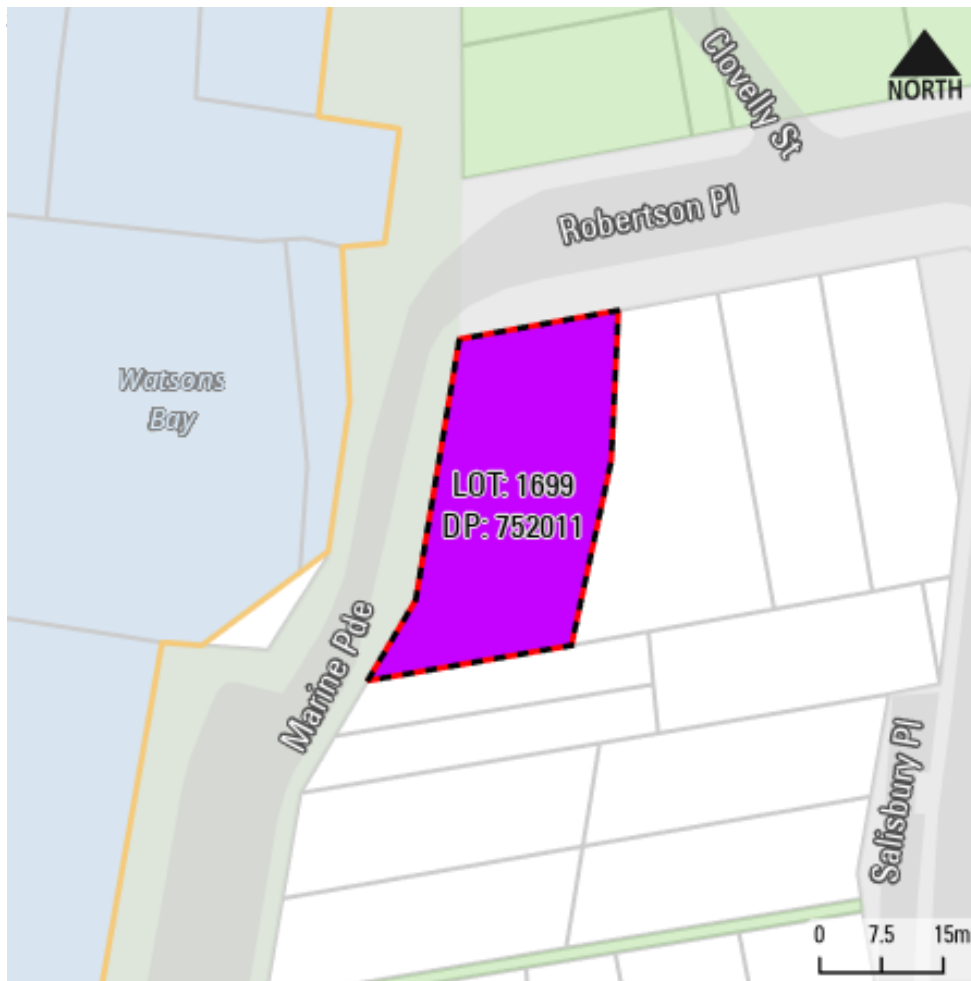 Clovelly St
NORTH
Robertson Pl
Watsons
Bay
LOT: 1699
DP: 752011
Marine Pde
Salisbury Pl
0 7.5 15m